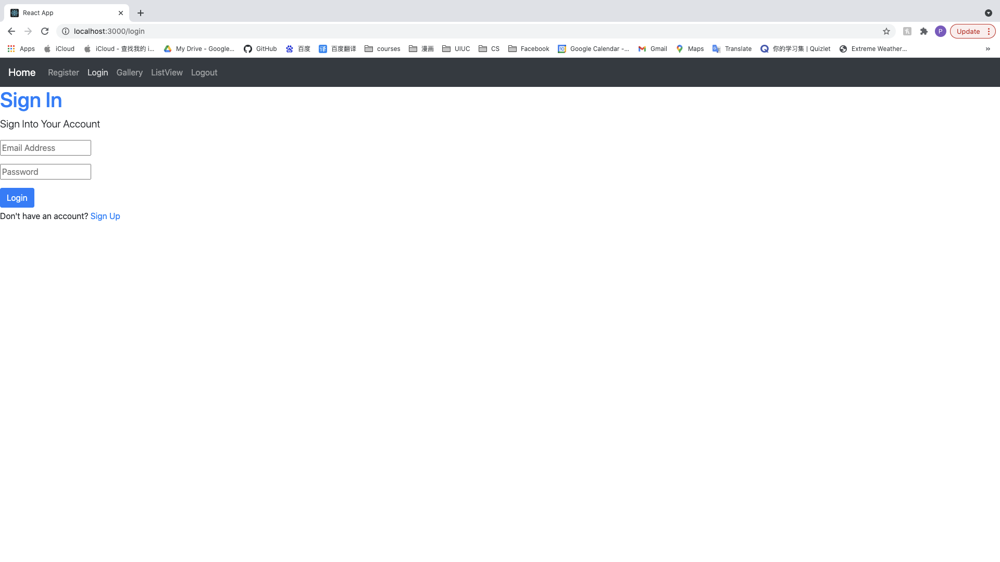 React App
localhost:3000/login
P
Update
Apps iCloud iCloud - 查找我的 i... My Drive - Google... GitHub 百度 译 百度翻译 courses 漫画 UIUC CS Facebook 10 Google Calendar -... Gmail Maps Translate 你的学习集 | Quizlet Extreme Weather... »
Home Register Login Gallery ListView Logout
Sign In
Sign Into Your Account
Email Address
Password
Login
Don't have an account? Sign Up